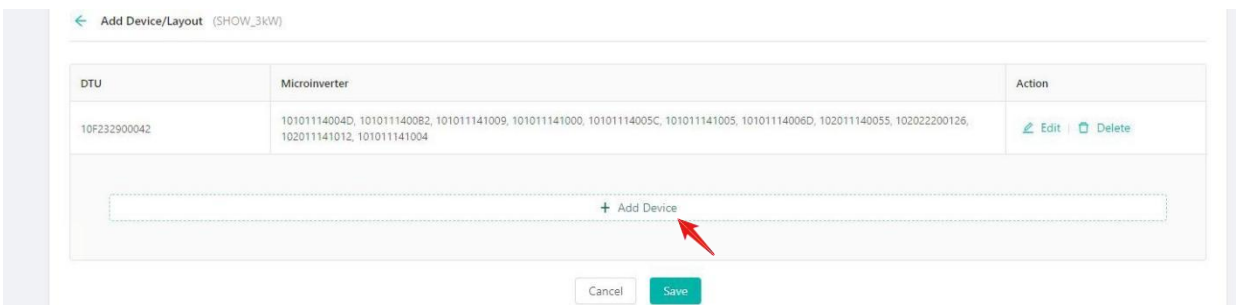 ← Add Device/Layout (SHOW_3kW)
DTU Microinverter Action
10F232900042
10101114004D, 1010111400B2, 101011141009, 101011141000, 10101114005C, 101011141005, 10101114006D, 102011140055, 102022200126,
102011141012, 101011141004
Edit | Delete
+ Add Device
Cancel Save